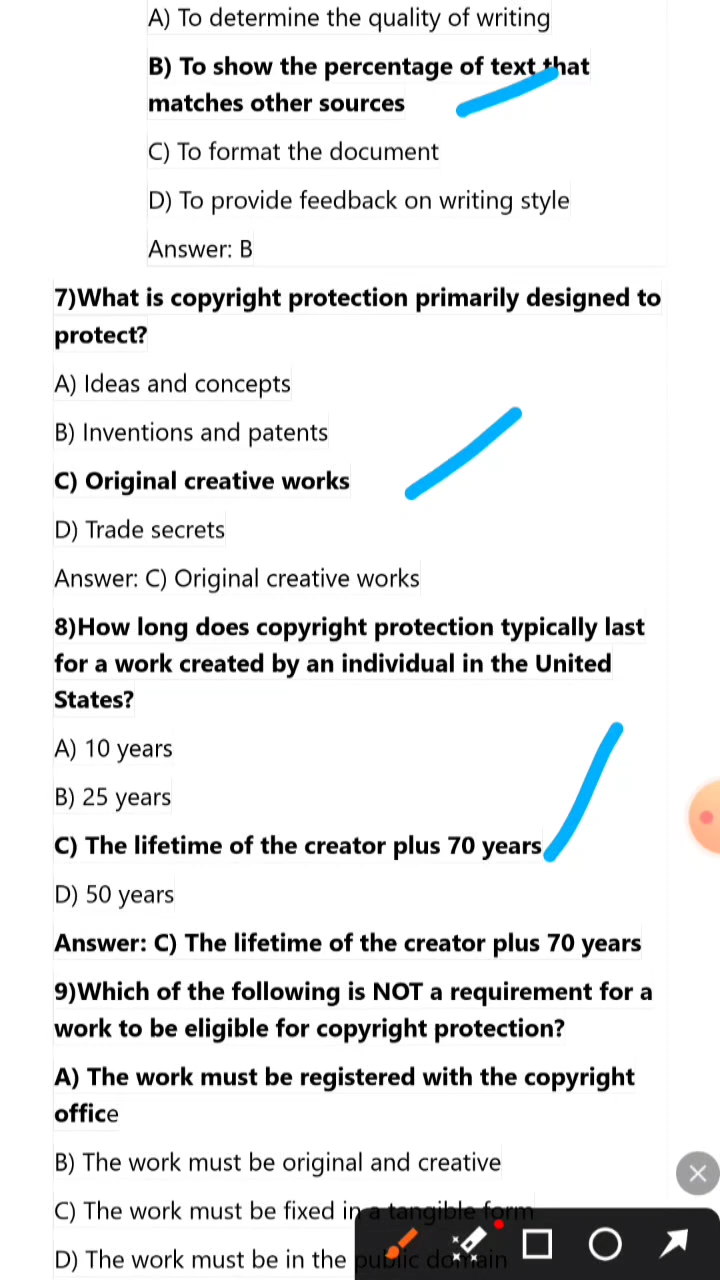 A) To determine the quality of writing
B) To show the percentage of text that
matches other sources
C) To format the document
D) To provide feedback on writing style
Answer: B
7)What is copyright protection primarily designed to
protect?
A) Ideas and concepts
B) Inventions and patents
C) Original creative works
D) Trade secrets
Answer: C) Original creative works
8)How long does copyright protection typically last
for a work created by an individual in the United
States?
A) 10 years
B) 25 years
C) The lifetime of the creator plus 70 years
D) 50 years
Answer: C) The lifetime of the creator plus 70 years
9)Which of the following is NOT a requirement for a
work to be eligible for copyright protection?
A) The work must be registered with the copyright
office
B) The work must be original and creative
C) The work must be fixed in a tangible form
D) The work must be in the public domain